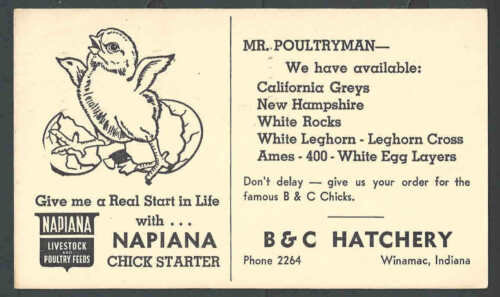 Give me a Real Start in Life
with . . .
NAPIANA
CHICK STARTER
NAPIANA
LIVESTOCK
AND
POULTRY FEEDS
MR. POULTRYMAN—
We have available:
California Greys
New Hampshire
White Rocks
White Leghorn - Leghorn Cross
Ames - 400 - White Egg Layers
Don't delay — give us your order for the
famous B & C Chicks.
B & C HATCHERY
Phone 2264
Winamac, Indiana